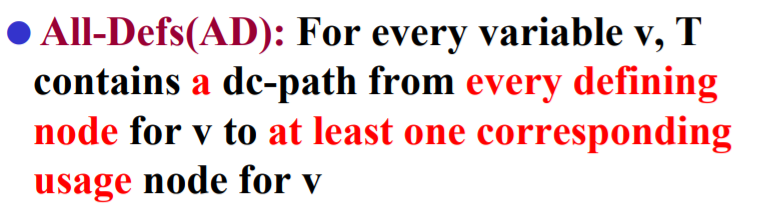 ● All-Defs(AD): For every variable v, T
contains a dc-path from every defining
node for v to at least one corresponding
usage node for v